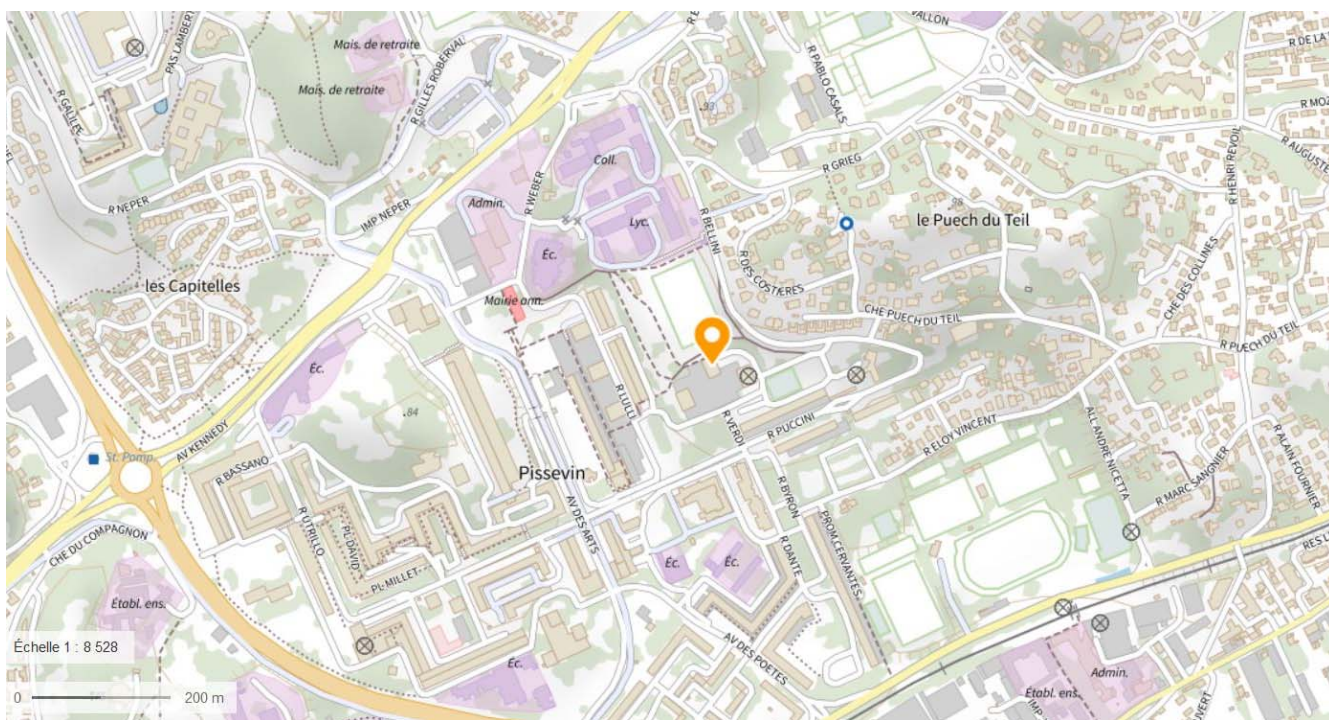 Mais. de retraite
Mais. de retraite
PAS LAMBERT
R GALILÉE
R GILLES ROBERVAL
R PABLO CASALS
VALLON
R DE LA
R MOZ
R AUGUSTE
R HENRI REVOIL
93
R GRIEG
Coll.
R WEBER
Admin.
Lyc.
R BELLINI
98
le Puech du Teil
R NEPER
IMP NEPER
Éc.
R DES COSTIÈRES
CHE DES COLLINES
les Capitelles
Mairie ann.
CHE PUECH DU TEIL
R PUECH DU TEIL
Éc.
84
R LULLI
R VERDI
R PUCCINI
R ELOY VINCENT
ALL ANDRE NICETTA
R ALAIN FOURNIER
R MARC SANGNIER
AV KENNEDY
St. Pomp.
R BASSANO
Pissevin
AV DES ARTS
R BYRON
PROM CERVANTES
R UTRILLO
PL DAVID
CHE DU COMPAGNON
PL MILLET
Éc.
Éc.
R DANTE
RES L
Établ. ens.
AV DES POÈTES
Éc.
Admin.
Établ. ens.
Échelle 1 : 8 528
0
200 m